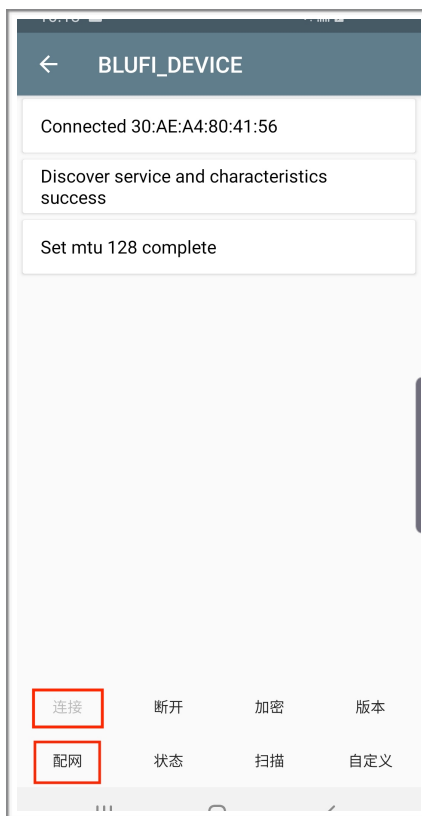 BLUFI_DEVICE
Connected 30:AE:A4:80:41:56
Discover service and characteristics
success
Set mtu 128 complete
连接 断开 加密 版本
配网 状态 扫描 自定义